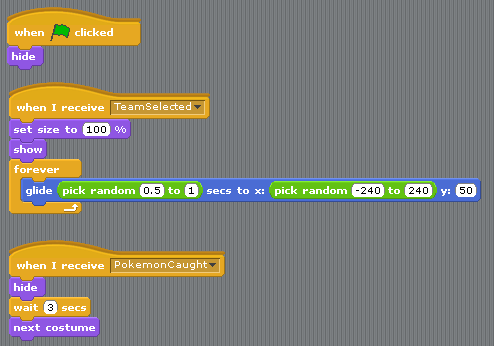 when clicked
hide
when I receive TeamSelected
set size to 100 %
show
forever
glide pick random 0.5 to 1 secs to x: pick random -240 to 240 y: 50
when I receive PokemonCaught
hide
wait 3 secs
next costume